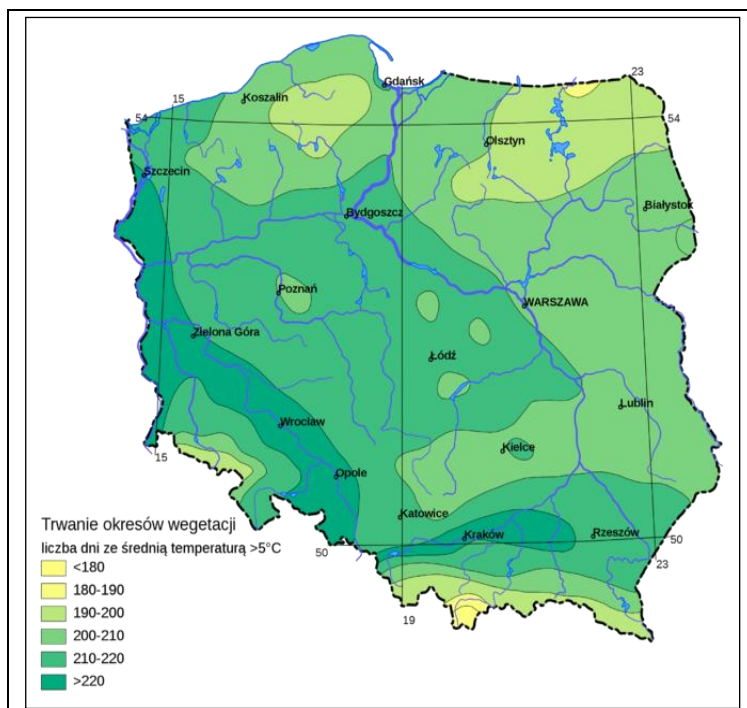 Gdańsk
23
15
Koszalin
54
54
Olsztyn
Szczecin
Białystok
Bydgoszcz
Poznań
WARSZAWA
Zielona Góra
Łódź
Lublin
Wrocław
Kielce
15
Opole
Katowice
Kraków
Rzeszów
50
50
23
19
Trwanie okresów wegetacji
liczba dni ze średnią temperaturą >5°C
<180
180-190
190-200
200-210
210-220
>220